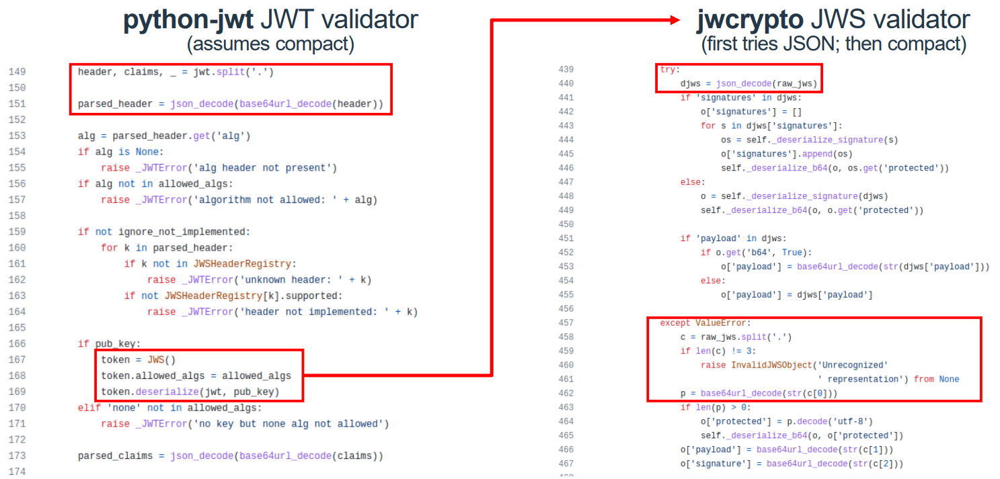 python-jwt JWT validator
(assumes compact)
149 header, claims, _ = jwt.split('.')
150
151 parsed_header = json_decode(base64url_decode(header))
152
153 alg = parsed_header.get('alg')
154 if alg is None:
155     raise _JWTError('alg header not present')
156 if alg not in allowed_algs:
157     raise _JWTError('algorithm not allowed: ' + alg)
158
159 if not ignore_not_implemented:
160     for k in parsed_header:
161         if k not in JWSHeaderRegistry:
162             raise _JWTError('unknown header: ' + k)
163         if not JWSHeaderRegistry[k].supported:
164             raise _JWTError('header not implemented: ' + k)
165
166 if pub_key:
167     token = JWS()
168     token.allowed_algs = allowed_algs
169     token.deserialize(jwt, pub_key)
170 elif 'none' not in allowed_algs:
171     raise _JWTError('no key but none alg not allowed')
172
173 parsed_claims = json_decode(base64url_decode(claims))
174
jwcrypto JWS validator
(first tries JSON; then compact)
439 try:
440     djws = json_decode(raw_jws)
441     if 'signatures' in djws:
442         o['signatures'] = []
443         for s in djws['signatures']:
444             os = self._deserialize_signature(s)
445             o['signatures'].append(os)
446             self._deserialize_b64(o, os.get('protected'))
447     else:
448         o = self._deserialize_signature(djws)
449         self._deserialize_b64(o, o.get('protected'))
450
451     if 'payload' in djws:
452         if o.get('b64', True):
453             o['payload'] = base64url_decode(str(djws['payload']))
454         else:
455             o['payload'] = djws['payload']
456
457 except ValueError:
458     c = raw_jws.split('.')
459     if len(c) != 3:
460         raise InvalidJWSObject('Unrecognized'
461                                ' representation') from None
462     p = base64url_decode(str(c[0]))
463     if len(p) > 0:
464         o['protected'] = p.decode('utf-8')
465         self._deserialize_b64(o, o['protected'])
466     o['payload'] = base64url_decode(str(c[1]))
467     o['signature'] = base64url_decode(str(c[2]))